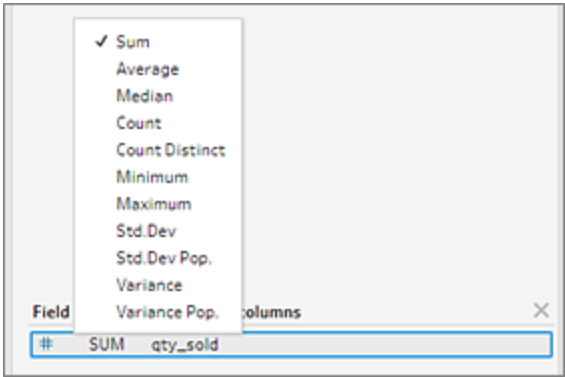 ✓ Sum
Average
Median
Count
Count Distinct
Minimum
Maximum
Std.Dev
Std.Dev Pop.
Variance
Variance Pop.
Field columns
# SUM qty_sold